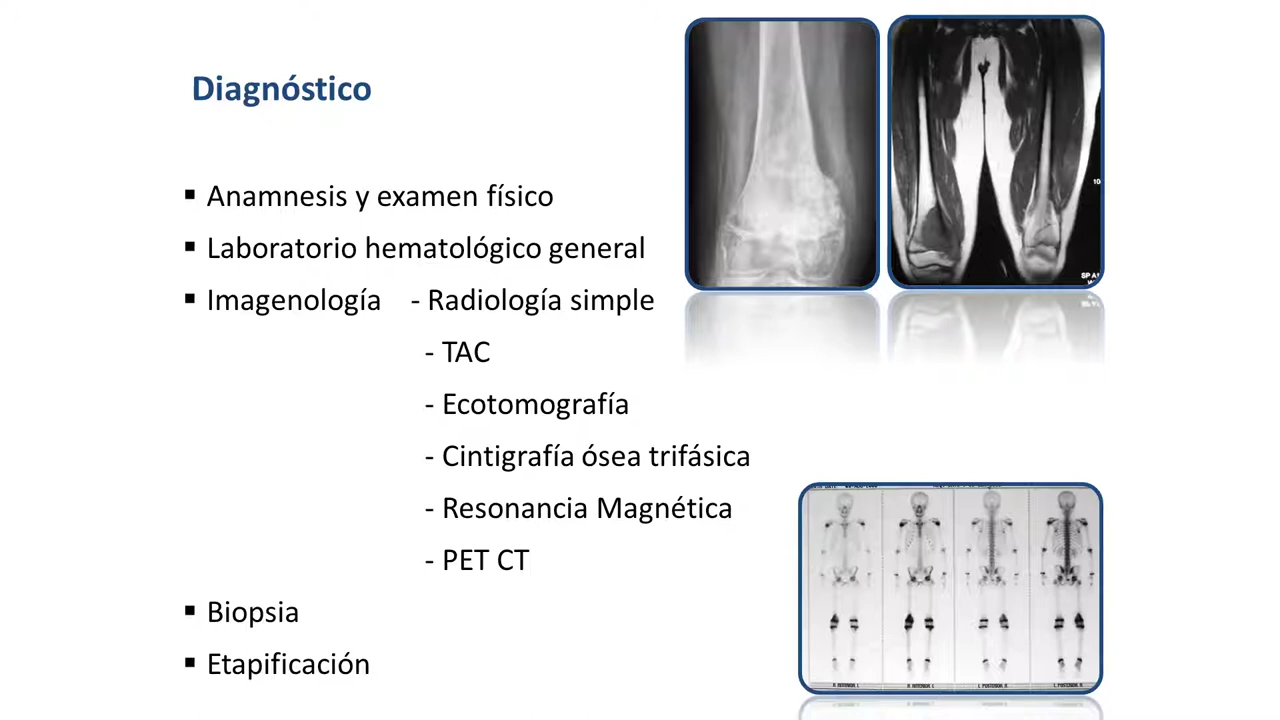 Diagnóstico
▪ Anamnesis y examen físico
▪ Laboratorio hematológico general
▪ Imagenología - Radiología simple
- TAC
- Ecotomografía
- Cintigrafía ósea trifásica
- Resonancia Magnética
- PET CT
▪ Biopsia
▪ Etapificación
10